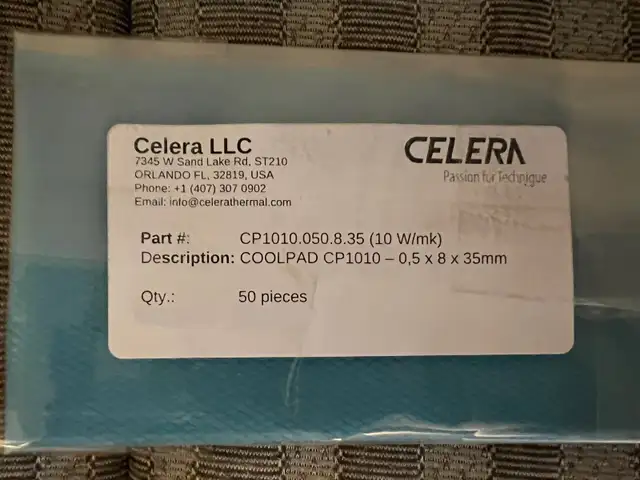 Celera LLC
7345 W Sand Lake Rd, ST210
ORLANDO FL, 32819, USA
Phone: +1 (407) 307 0902
Email: info@celerathermal.com
CELERA
Passion für Technique
Part #: CP1010.050.8.35 (10 W/mk)
Description: COOLPAD CP1010 – 0,5 x 8 x 35mm
Qty.: 50 pieces